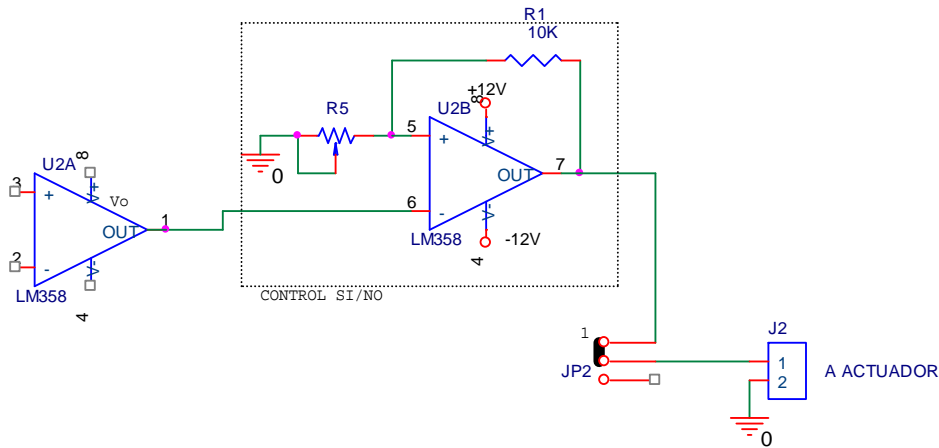 R1
10K
+12V
8
R5
U2B
5
+
V+
7
OUT
0
U2A
8
3
+
V+
Vo
1
OUT
6
-
V-
LM358
-12V
4
2
-
V-
LM358
4
CONTROL SI/NO
1
J2
JP2
1
2
A ACTUADOR
0